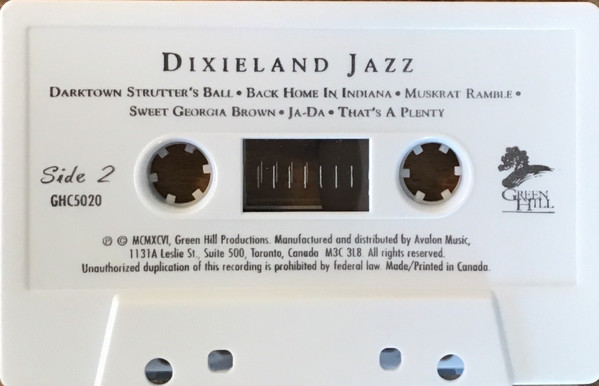 DIXIELAND JAZZ
DARKTOWN STRUTTER'S BALL • BACK HOME IN INDIANA • MUSKRAT RAMBLE •
SWEET GEORGIA BROWN • JA-DA • THAT'S A PLENTY
Side 2
GHC5020
GREEN
HILL
℗ © MCMXCVI, Green Hill Productions. Manufactured and distributed by Avalon Music,
1131A Leslie St., Suite 500, Toronto, Canada M3C 3L8 All rights reserved.
Unauthorized duplication of this recording is prohibited by federal law Made/Printed in Canada.